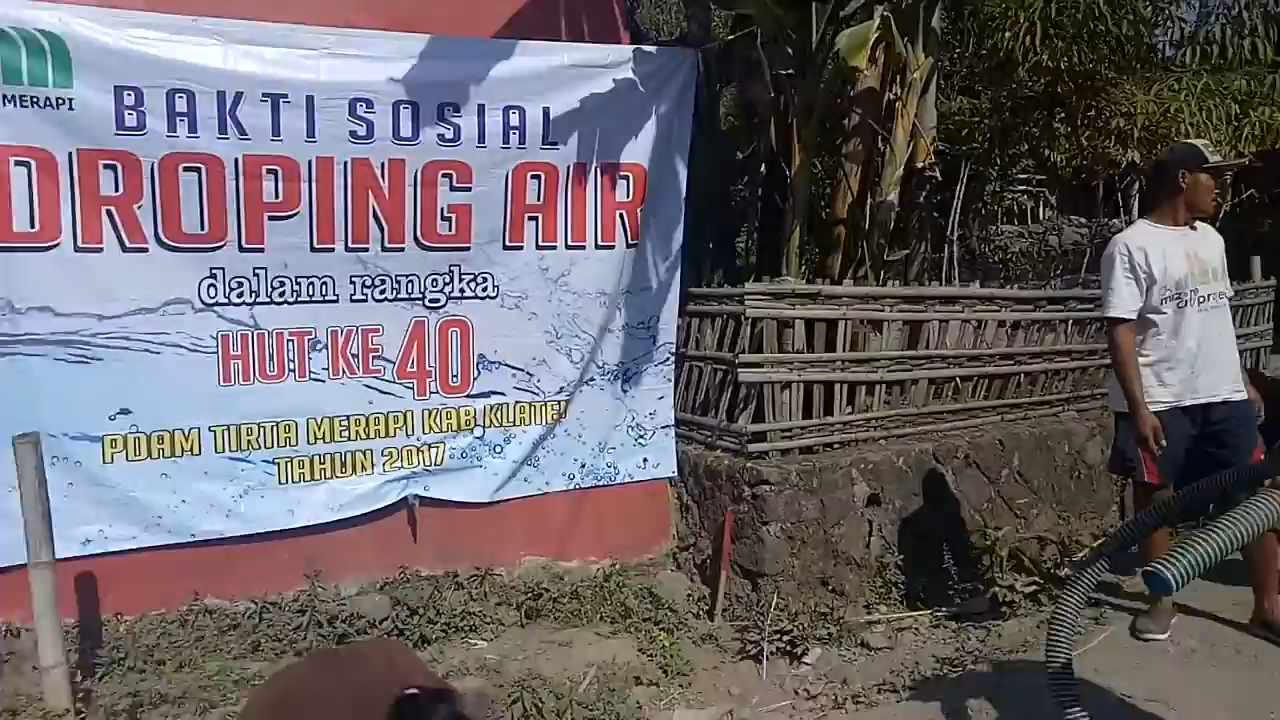 MERAPI
BAKTI SOSIAL
DROPING AIR
dalam rangka
HUT KE 40
PDAM TIRTA MERAPI KAB KLATEN
TAHUN 2017